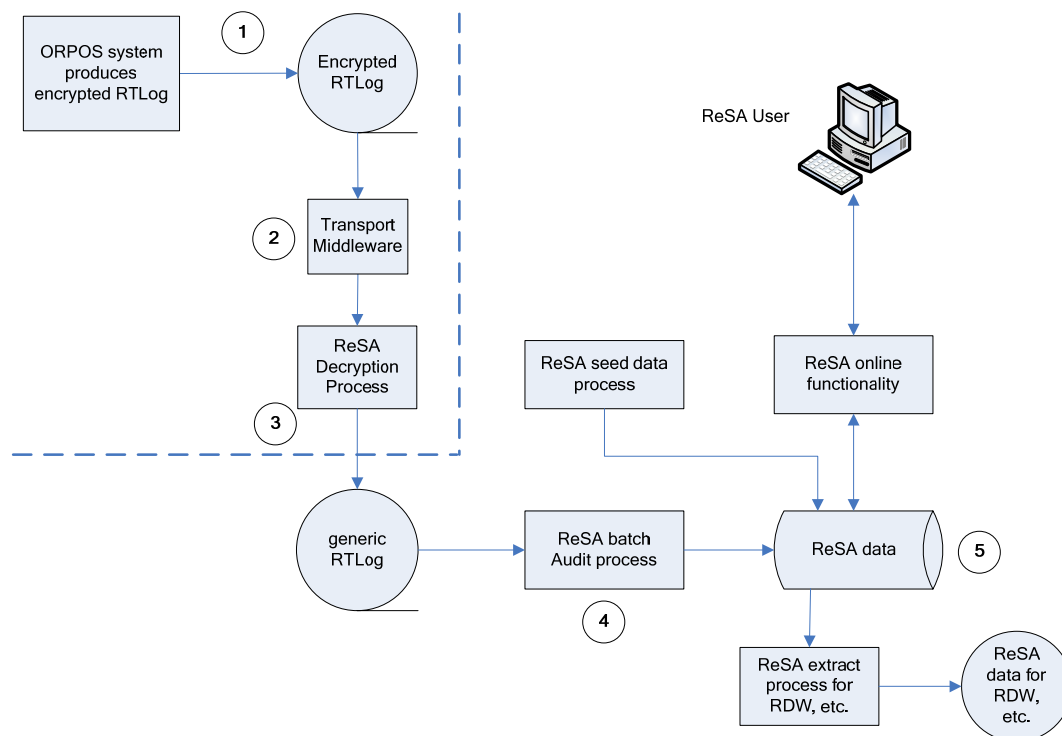 1
ORPOS system
produces
encrypted RTLog
Encrypted
RTLog
ReSA User
2
Transport
Middleware
ReSA
Decryption
Process
3
ReSA seed data
process
ReSA online
functionality
generic
RTLog
ReSA batch
Audit process
4
ReSA data
5
ReSA extract
process for
RDW, etc.
ReSA
data for
RDW,
etc.